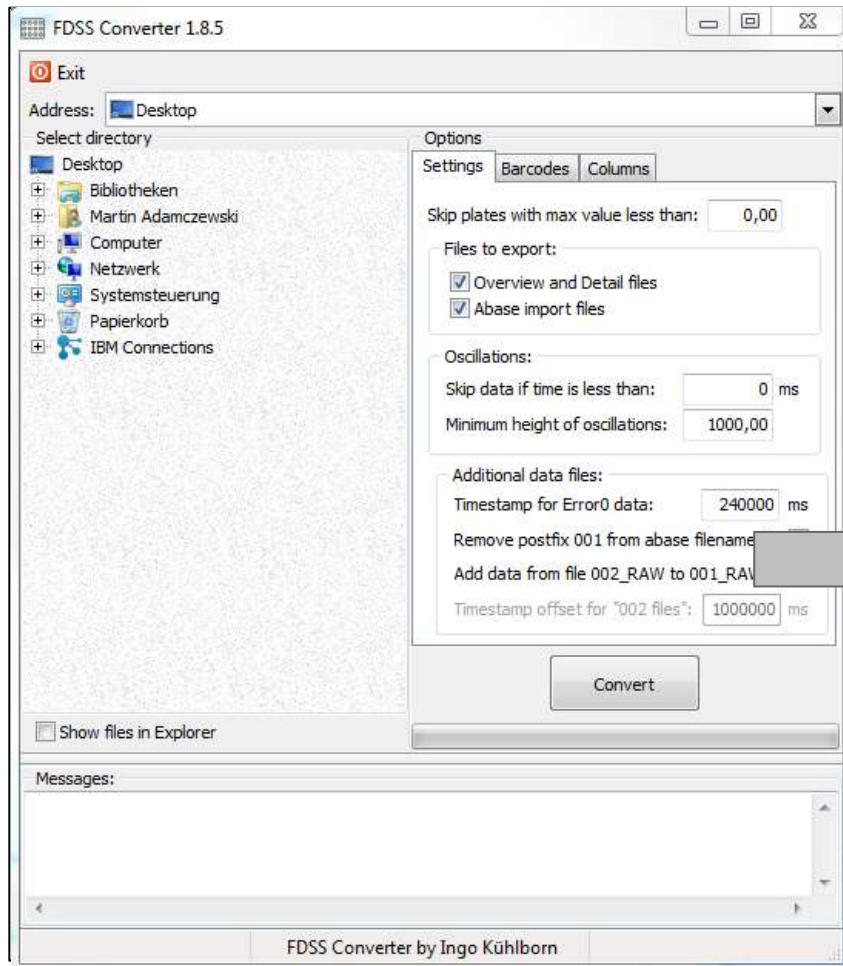 FDSS Converter 1.8.5
Exit
Address: Desktop
Select directory
Desktop
Bibliotheken
Martin Adamczewski
Computer
Netzwerk
Systemsteuerung
Papierkorb
IBM Connections
Show files in Explorer
Options
Settings Barcodes Columns
Skip plates with max value less than: 0,00
Files to export:
Overview and Detail files
Abase import files
Oscillations:
Skip data if time is less than: 0 ms
Minimum height of oscillations: 1000,00
Additional data files:
Timestamp for Error0 data: 240000 ms
Remove postfix 001 from abase filename
Add data from file 002_RAW to
Timestamp offset for "002 files": 1000000 ms
Convert
Messages:
FDSS Converter by Ingo Kühlborn